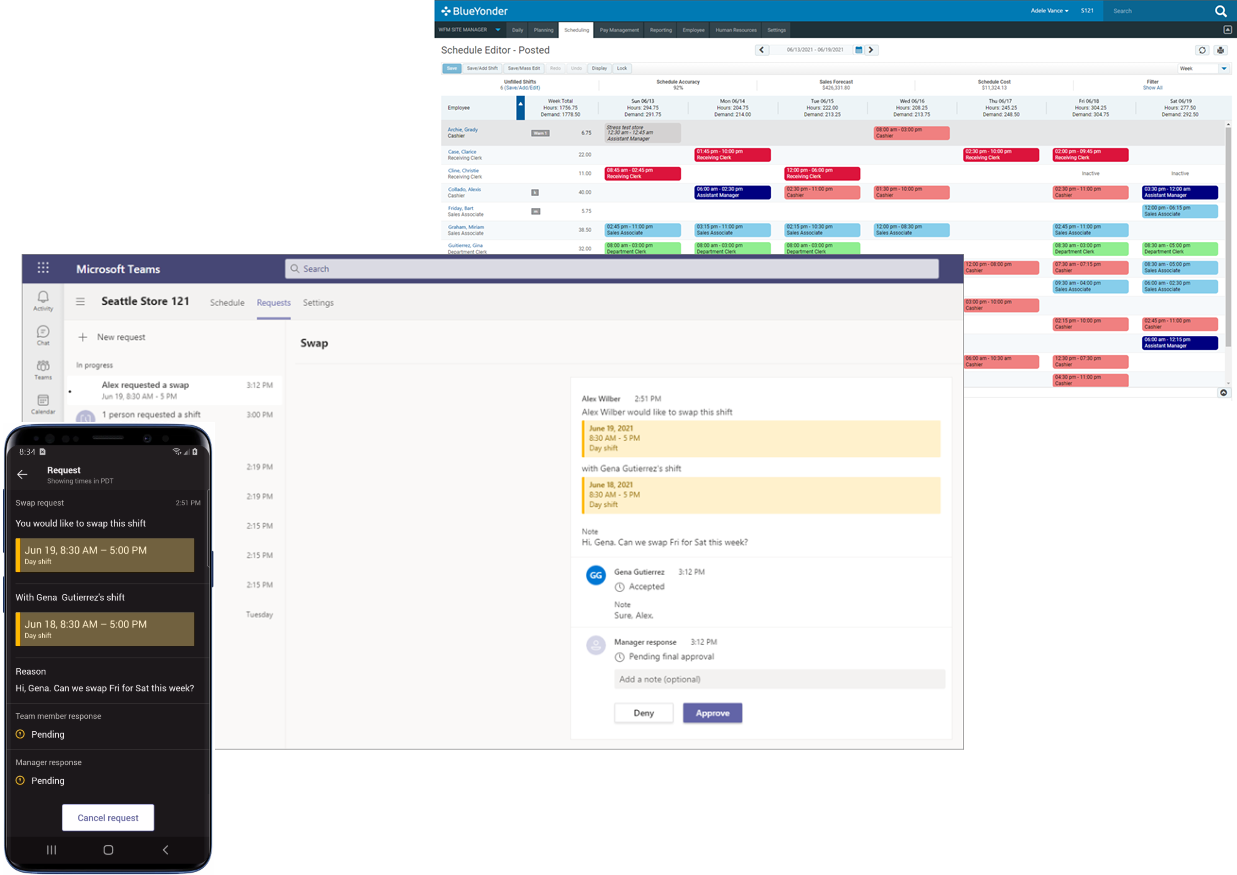 BlueYonder
Adele Vance
S121
Search
WFM SITE MANAGER
Daily
Planning
Scheduling
Pay Management
Reporting
Employee
Human Resources
Settings
Schedule Editor - Posted
06/13/2021 - 06/19/2021
Save
Save/Add Shift
Save/Mass Edit
Redo
Undo
Display
Lock
Week
Unfilled Shifts
6 (Save/Add/Edit)
Schedule Accuracy
92%
Sales Forecast
$426,331.60
Schedule Cost
$11,324.13
Filter
Show All
Employee
Week Total
Hours: 1756.75
Demand: 1778.50
Sun 06/13
Hours: 294.75
Demand: 291.75
Mon 06/14
Hours: 204.75
Demand: 214.00
Tue 06/15
Hours: 222.00
Demand: 213.25
Wed 06/16
Hours: 208.25
Demand: 213.75
Thu 06/17
Hours: 245.25
Demand: 248.50
Fri 06/18
Hours: 304.25
Demand: 304.75
Sat 06/19
Hours: 277.50
Demand: 292.50
Archie, Grady
Cashier
6.75
Stress test store
12:30 am - 12:45 am
Assistant Manager
08:00 am - 03:00 pm
Cashier
Case, Clarice
Receiving Clerk
22.00
01:45 pm - 10:00 pm
Receiving Clerk
02:30 pm - 10:00 pm
Receiving Clerk
02:00 pm - 09:45 pm
Receiving Clerk
Clive, Christie
Receiving Clerk
11.00
08:45 am - 02:45 pm
Receiving Clerk
12:00 pm - 06:00 pm
Receiving Clerk
Inactive
Inactive
Collado, Alexis
Cashier
40.00
06:00 am - 02:30 pm
Assistant Manager
02:30 pm - 11:00 pm
Cashier
01:30 pm - 10:00 pm
Cashier
02:30 pm - 11:00 pm
Cashier
03:30 pm - 12:00 am
Assistant Manager
Friday, Bart
Sales Associate
5.75
12:00 pm - 06:15 pm
Sales Associate
Graham, Miriam
Sales Associate
38.50
02:45 pm - 11:00 pm
Sales Associate
03:15 pm - 11:00 pm
Sales Associate
02:15 pm - 10:30 pm
Sales Associate
12:00 pm - 08:30 pm
Sales Associate
02:45 pm - 11:00 pm
Sales Associate
Gutierrez, Gina
Department Clerk
32.00
08:00 am - 03:00 pm
Department Clerk
08:00 am - 03:00 pm
Department Clerk
08:00 am - 03:00 pm
Department Clerk
08:30 am - 03:00 pm
Department Clerk
08:30 am - 05:00 pm
Department Clerk
12:00 pm - 08:00 pm
Cashier
07:30 am - 07:15 pm
Cashier
08:30 am - 05:00 pm
Sales Associate
09:30 am - 04:00 pm
Sales Associate
06:00 am - 02:30 pm
Sales Associate
03:00 pm - 10:00 pm
Cashier
02:15 pm - 10:00 pm
Cashier
02:45 pm - 11:00 pm
Cashier
06:00 am - 12:15 pm
Assistant Manager
06:00 am - 10:30 am
Cashier
12:30 pm - 07:30 pm
Cashier
04:30 pm - 11:00 pm
Cashier
Microsoft Teams
Search
Activity
Chat
Teams
Calendar
Seattle Store 121
Schedule
Requests
Settings
New request
In progress
Alex requested a swap
3:12 PM
Jun 19, 8:30 AM - 5 PM
1 person requested a shift
3:00 PM
2:19 PM
2:19 PM
2:15 PM
2:15 PM
2:15 PM
Tuesday
Swap
Alex Wilber 2:51 PM
Alex Wilber would like to swap this shift
June 19, 2021
8:30 AM - 5 PM
Day shift
with Gena Gutierrez's shift
June 18, 2021
8:30 AM - 5 PM
Day shift
Note
Hi, Gena. Can we swap Fri for Sat this week?
GG
Gena Gutierrez 3:12 PM
Accepted
Note
Sure, Alex.
Manager response 3:12 PM
Pending final approval
Add a note (optional)
Deny
Approve
8:34
Request
Showing times in PDT
Swap request
2:51 PM
You would like to swap this shift
Jun 19, 8:30 AM – 5:00 PM
Day shift
With Gena Gutierrez's shift
Jun 18, 8:30 AM – 5:00 PM
Day shift
Reason
Hi, Gena. Can we swap Fri for Sat this week?
Team member response
Pending
Manager response
Pending
Cancel request